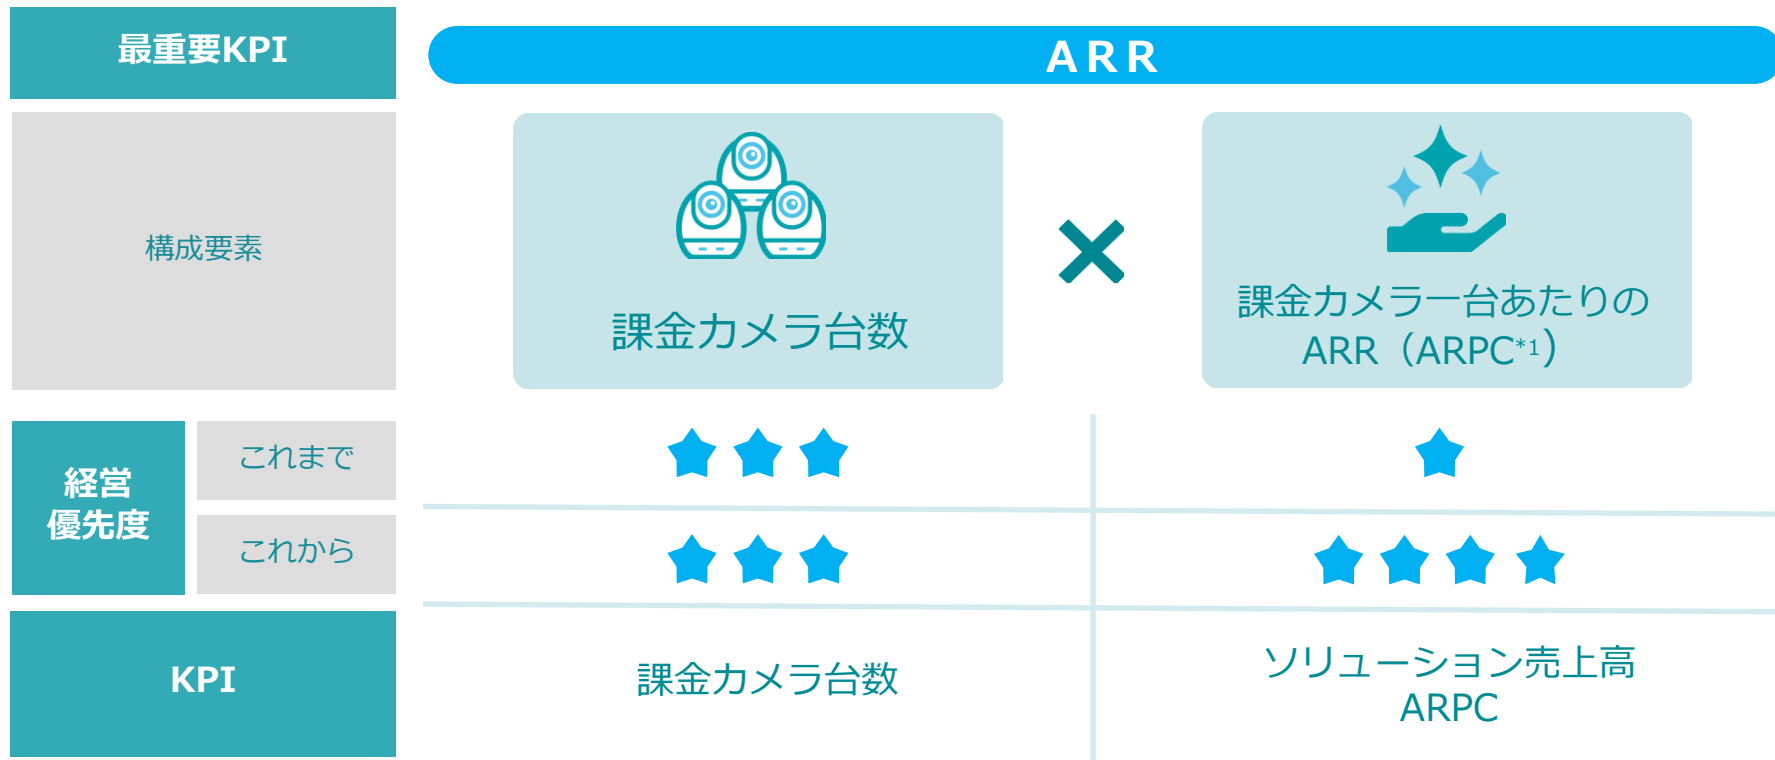 最重要KPI
ARR
構成要素
課金カメラ台数
課金カメラ一台あたりの
ARR（ARPC*1）
経営
優先度
これまで
これから
KPI
課金カメラ台数
ソリューション売上高
ARPC